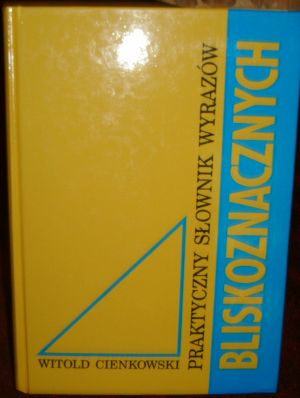 WITOLD CIENKOWSKI
PRAKTYCZNY SŁOWNIK WYRAZÓW
BLISKOZNACZNYCH